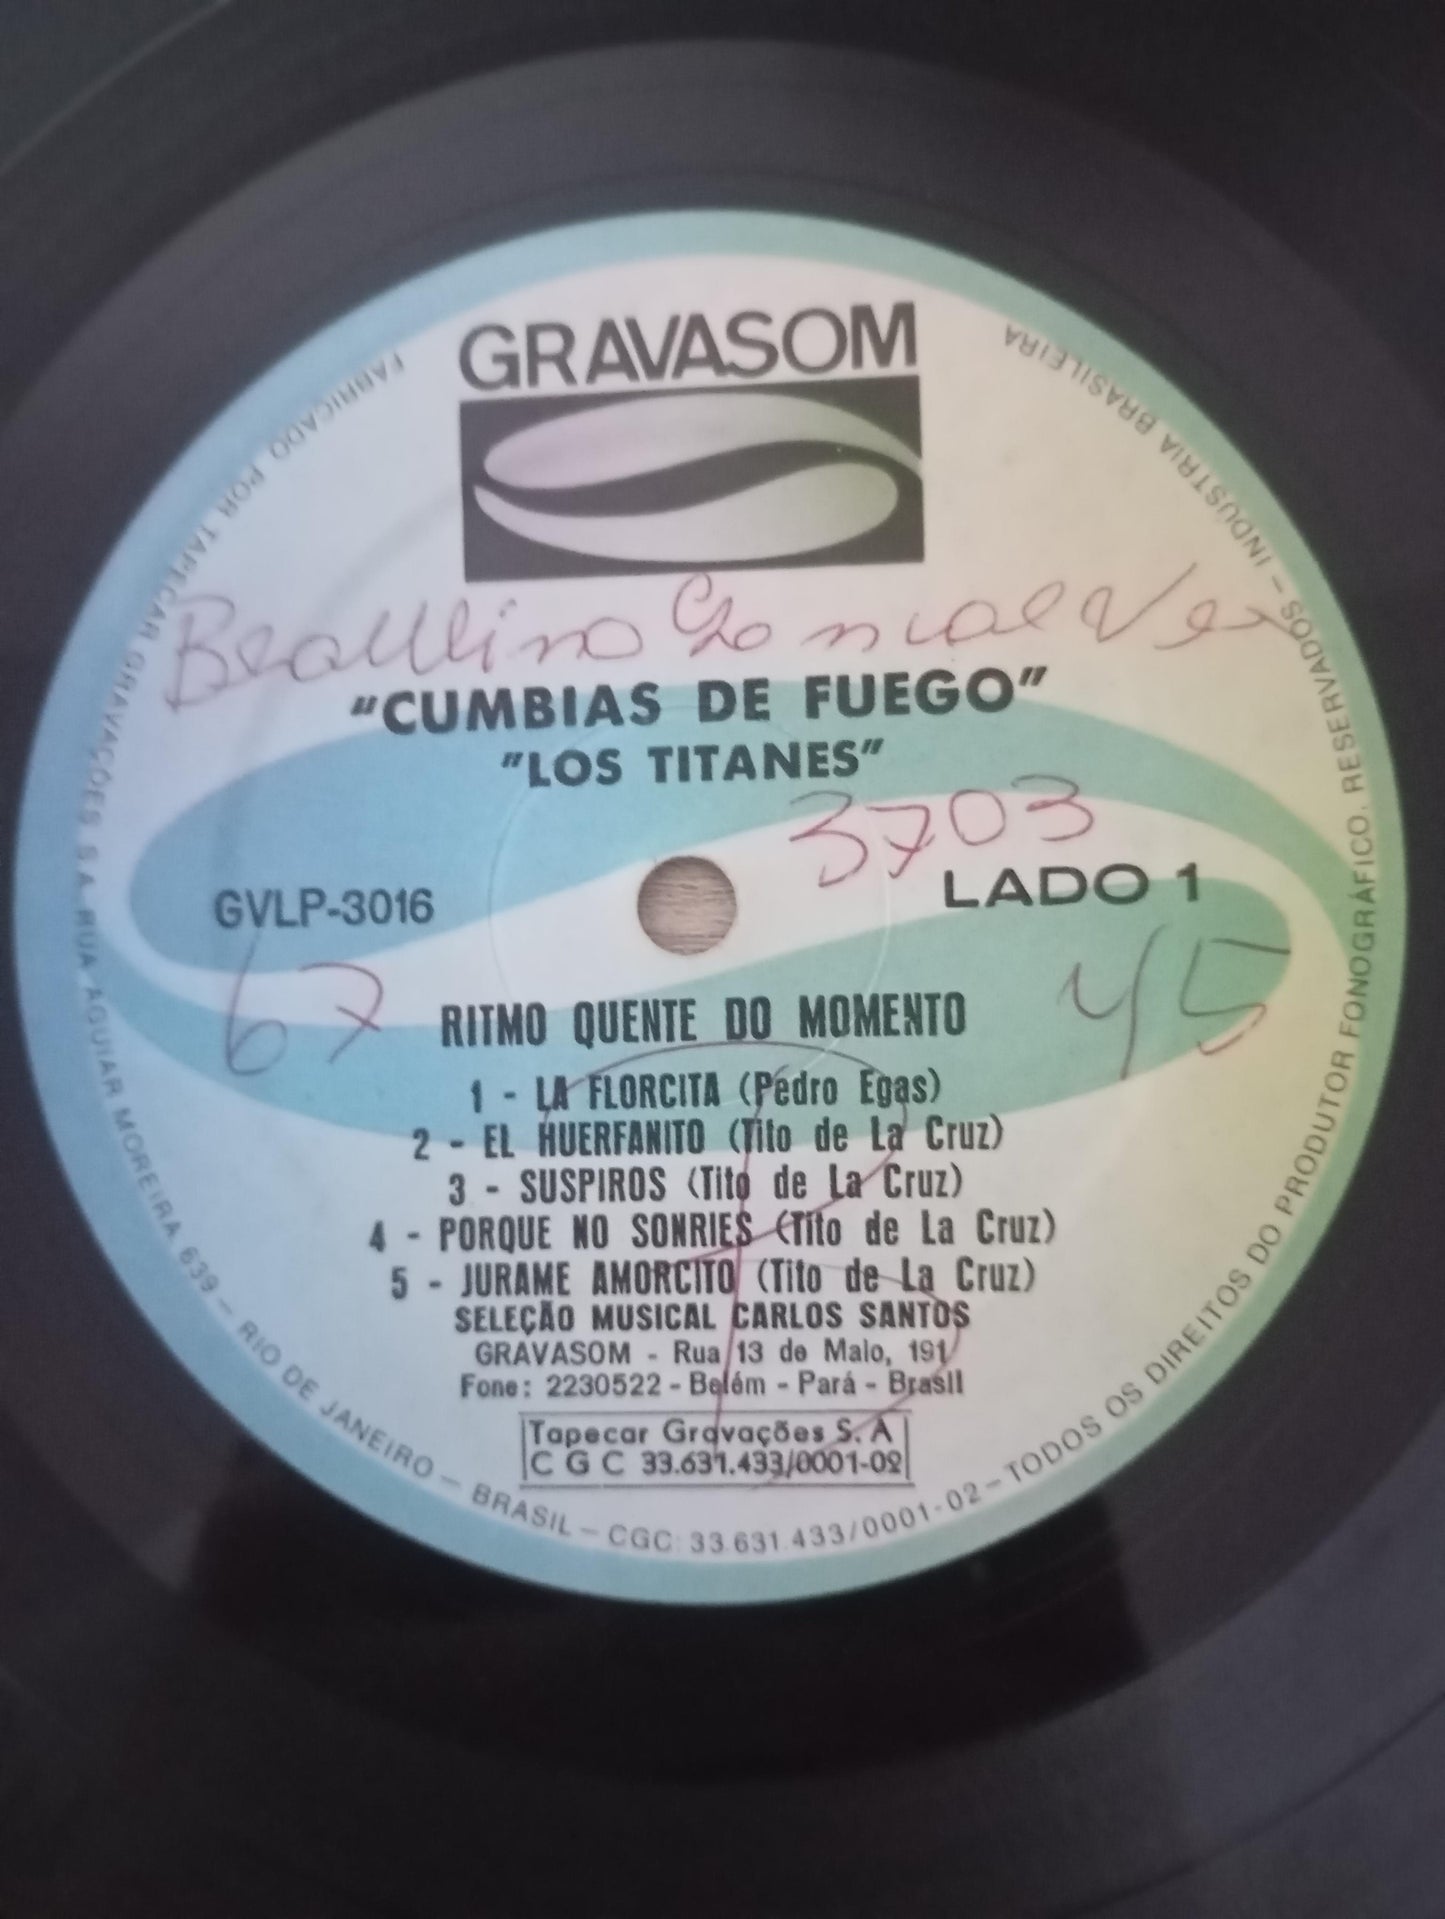 GRAVASOM
"CUMBIAS DE FUEGO"
"LOS TITANES"
3703
GVLP-3016
LADO 1
67
45
RITMO QUENTE DO MOMENTO
1 - LA FLORCITA (Pedro Egas)
2 - EL HUERFANITO (Tito de La Cruz)
3 - SUSPIROS (Tito de La Cruz)
4 - PORQUE NO SONRIES (Tito de La Cruz)
5 - JURAME AMORCITO (Tito de La Cruz)
SELEÇÃO MUSICAL CARLOS SANTOS
GRAVASOM - Rua 13 de Maio, 191
Fone: 2230522 - Belém - Pará - Brasil
Tapecar Gravações S. A
C G C 33.631.433/0001-02
FABRICADO POR TAPECAR GRAVAÇÕES S.A. RUA AGUIAR MOREIRA 639 - RIO DE JANEIRO - BRASIL - CGC: 33.631.433/0001-02 - TODOS OS DIREITOS DO PRODUTOR FONOGRÁFICO. RESERVADOS - INDÚSTRIA BRASILEIRA